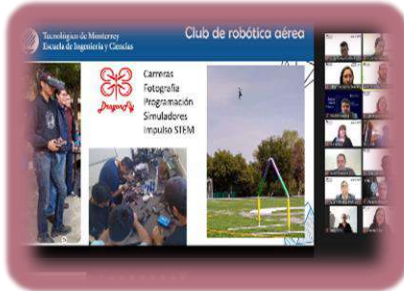 Tecnológico de Monterrey
Escuela de Ingeniería y Ciencias
Club de robótica aérea
DragonFly
Carreras
Fotografía
Programación
Simuladores
Impulso STEM